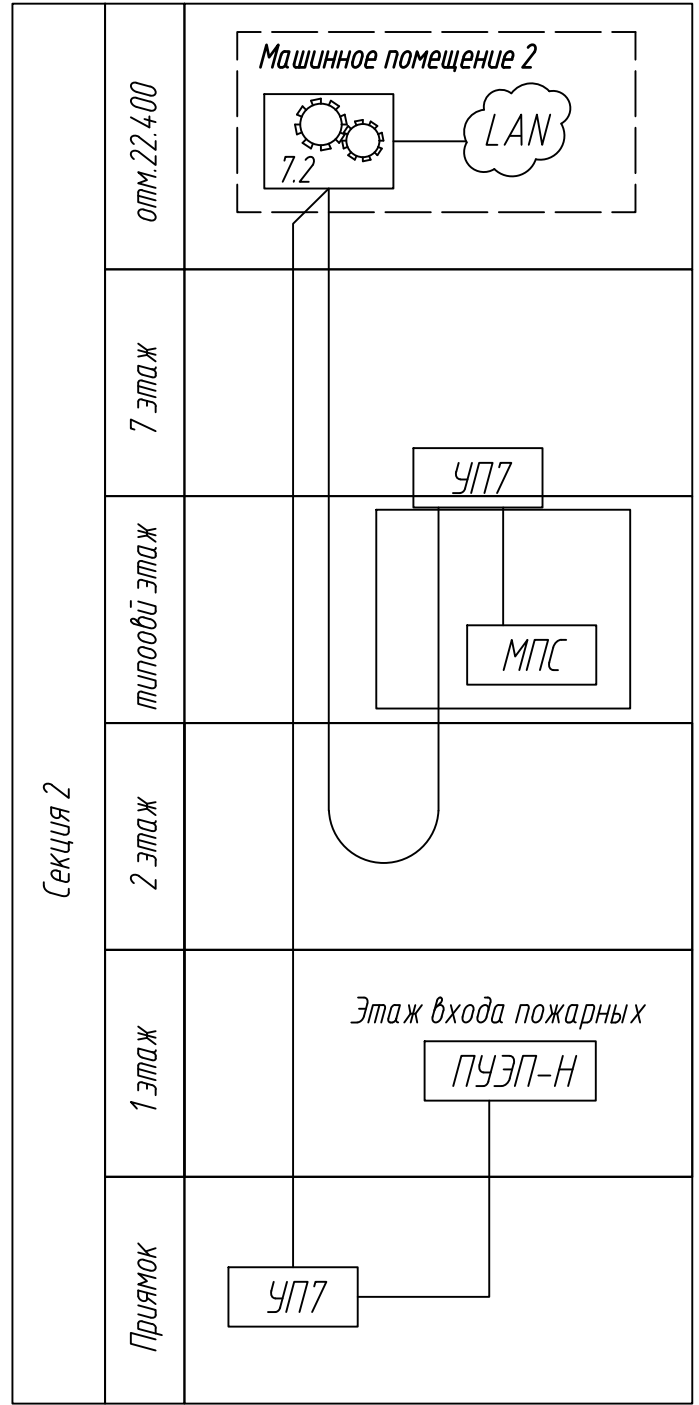 Секция 2
отм.22.400
Машинное помещение 2
7.2
LAN
7 этаж
УП7
типоовй этаж
МПС
2 этаж
1 этаж
Этаж входа пожарных
ПУЭП-Н
Приямок
УП7